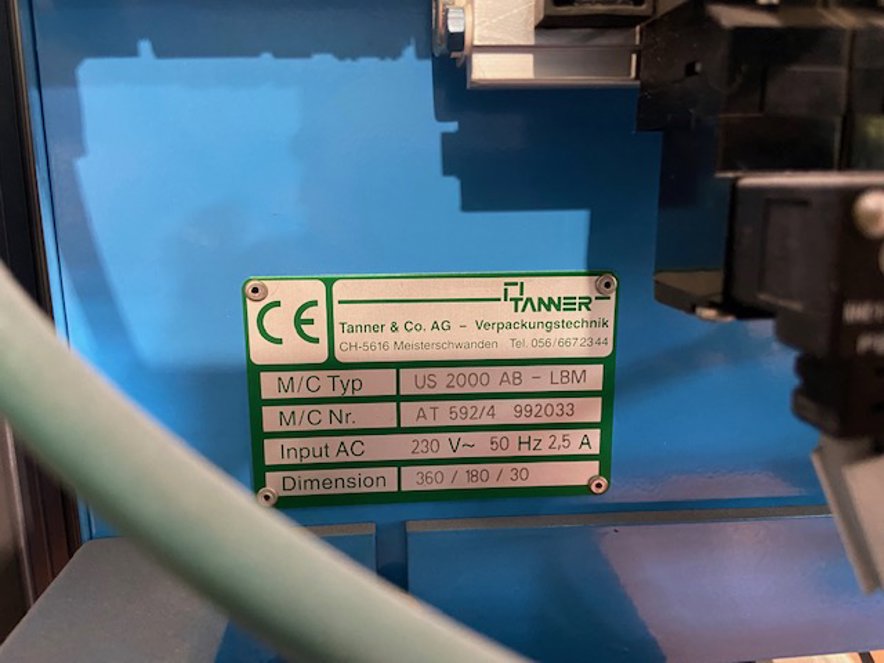 CE
TANNER
Tanner & Co. AG - Verpackungstechnik
CH-5616 Meisterschwanden Tel. 056/6672344
M/C Typ US 2000 AB - LBM
M/C Nr. AT 592/4 992033
Input AC 230 V~ 50 Hz 2,5 A
Dimension 360 / 180 / 30